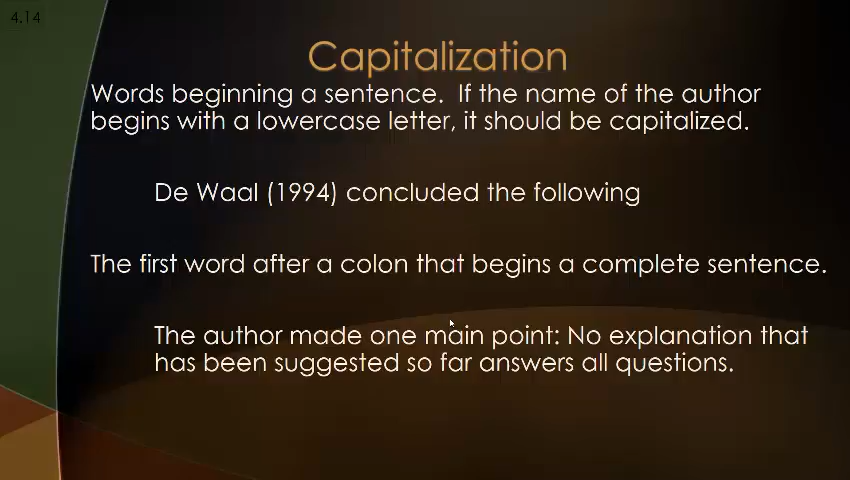 4.14
Capitalization
Words beginning a sentence.  If the name of the author
begins with a lowercase letter, it should be capitalized.
De Waal (1994) concluded the following
The first word after a colon that begins a complete sentence.
The author made one main point: No explanation that
has been suggested so far answers all questions.